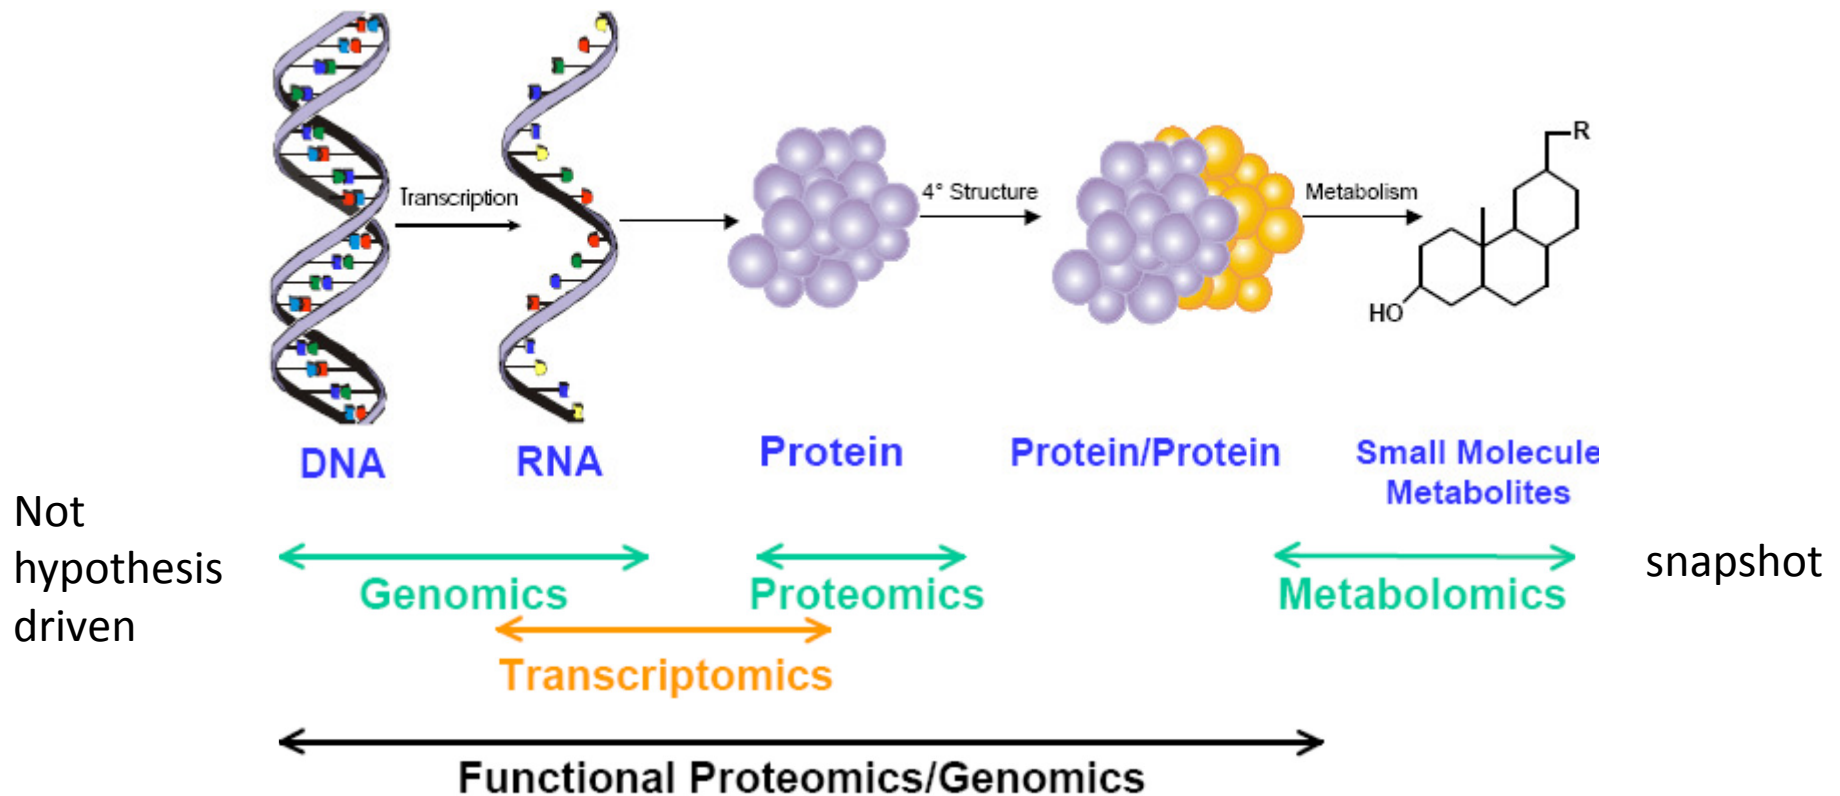 Transcription
4° Structure
Metabolism
R
HO
DNA
RNA
Protein
Protein/Protein
Small Molecule
Metabolites
Not
hypothesis
driven
snapshot
Genomics
Proteomics
Metabolomics
Transcriptomics
Functional Proteomics/Genomics